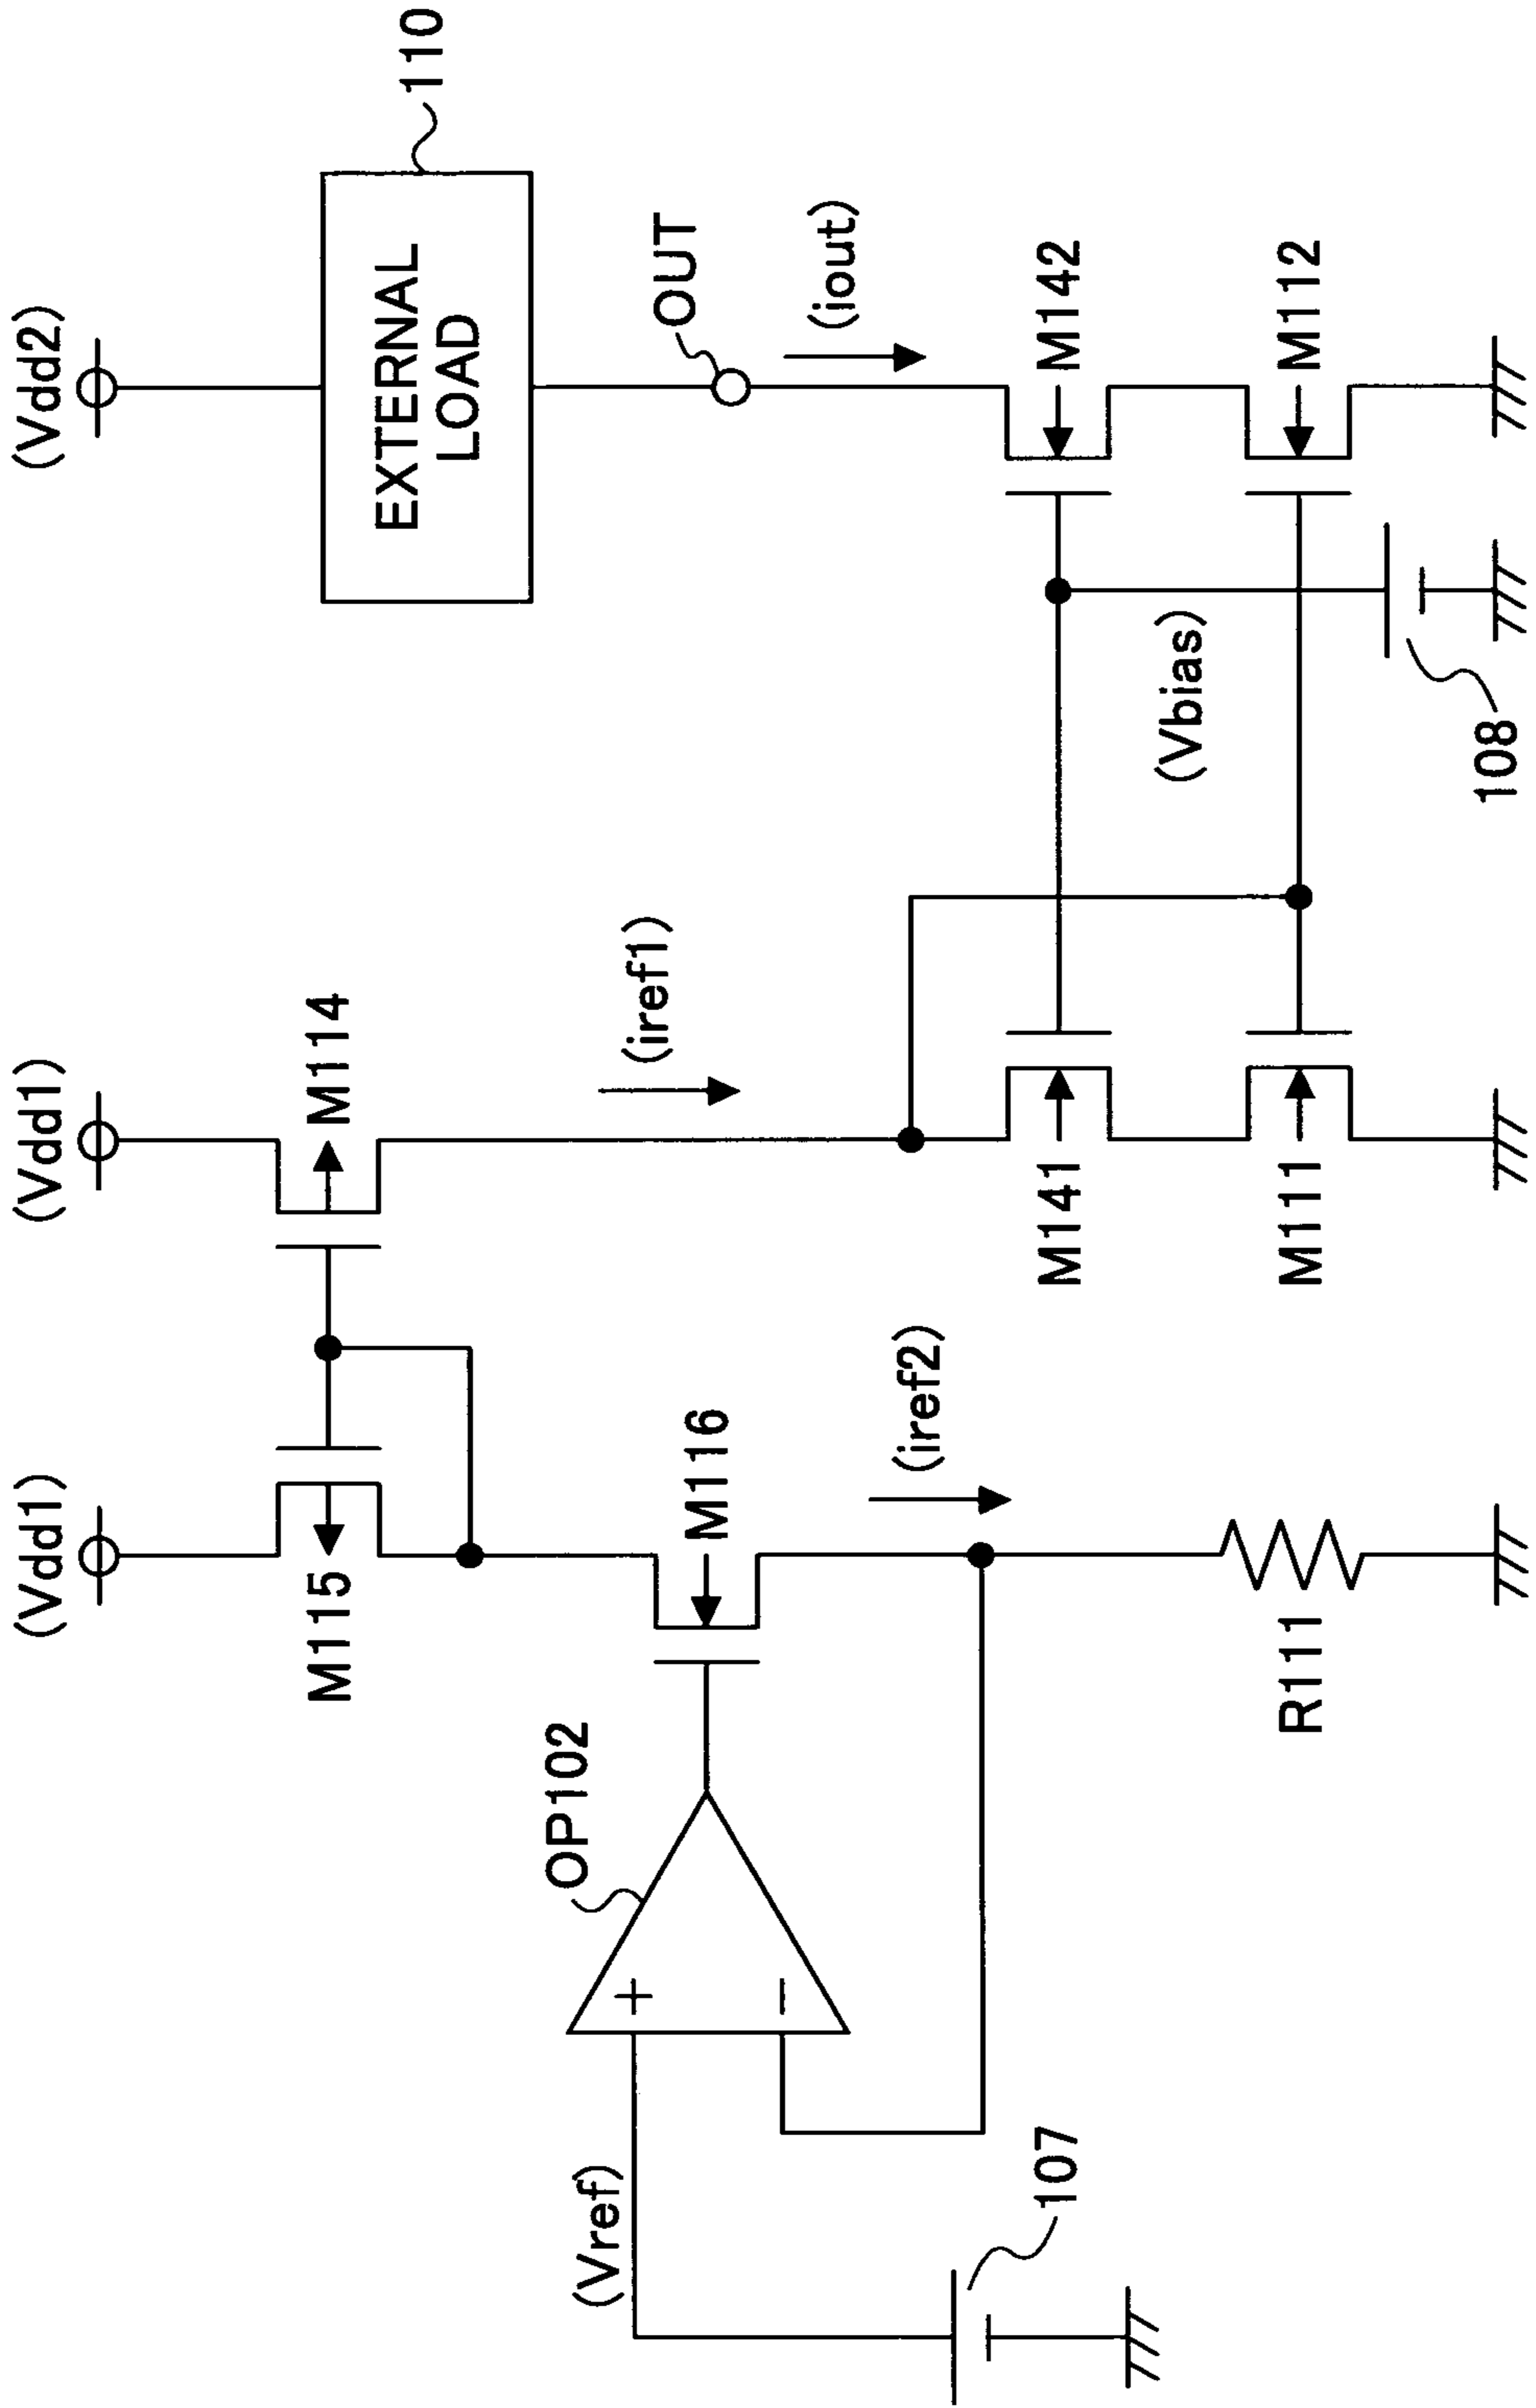 (Vdd1)
(Vdd1)
(Vdd2)
M115
M114
EXTERNAL
LOAD
110
OUT
(Vref)
OP102
+
−
M116
(iref1)
(iout)
(iref2)
107
M141
M142
(Vbias)
R111
M111
M112
108